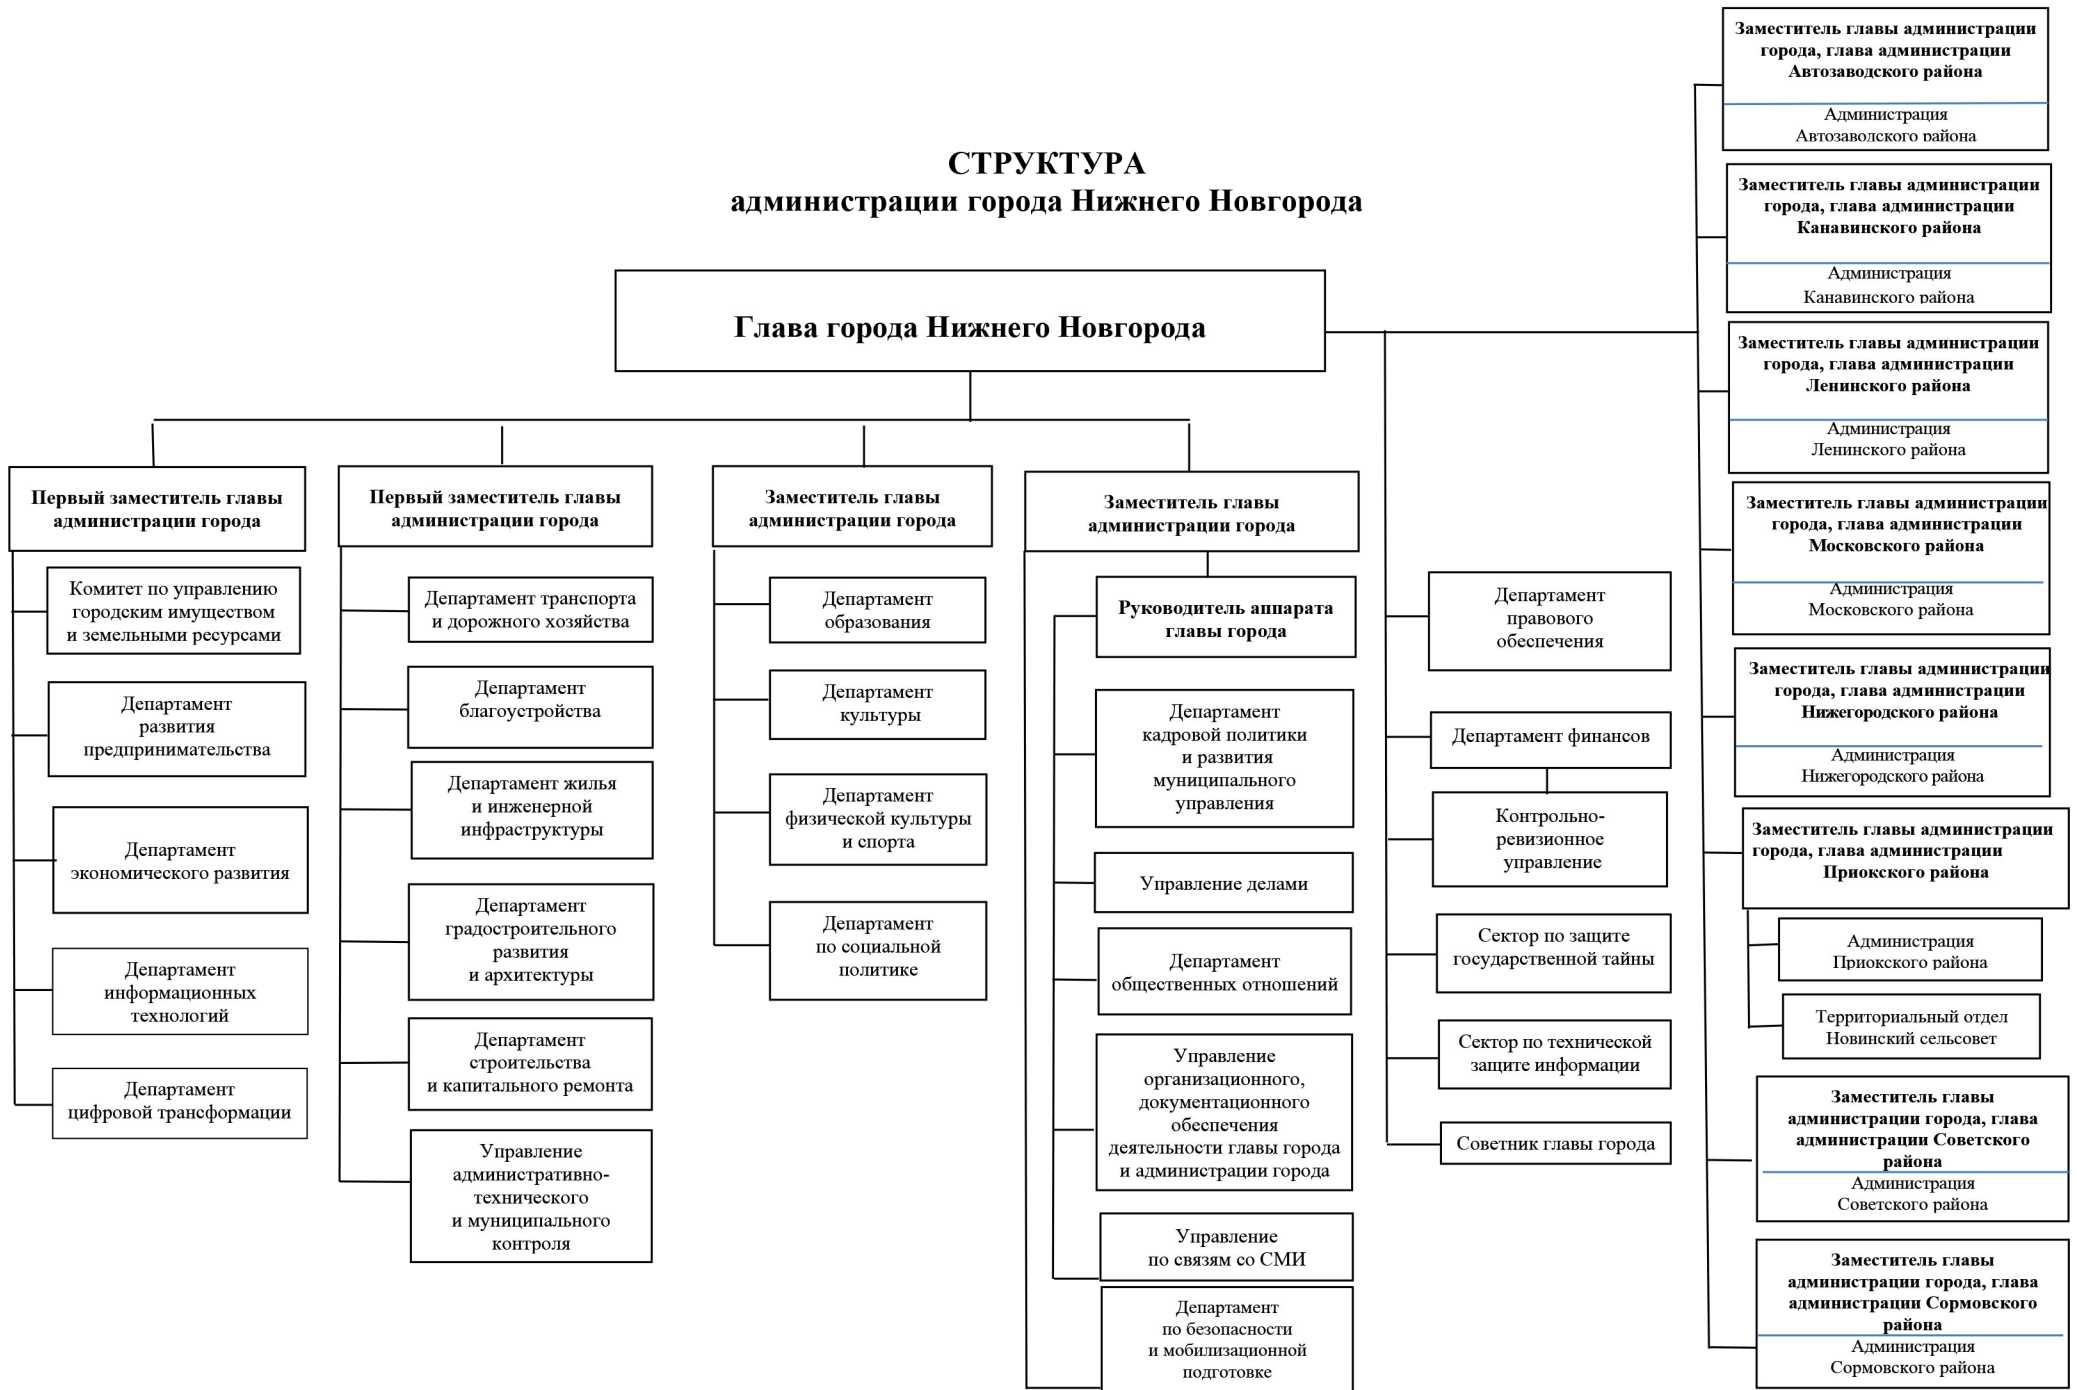 СТРУКТУРА
администрации города Нижнего Новгорода
Глава города Нижнего Новгорода
Первый заместитель главы
администрации города
Комитет по управлению
городским имуществом
и земельными ресурсами
Департамент
развития
предпринимательства
Департамент
экономического развития
Департамент
информационных
технологий
Департамент
цифровой трансформации
Первый заместитель главы
администрации города
Департамент транспорта
и дорожного хозяйства
Департамент
благоустройства
Департамент жилья
и инженерной
инфраструктуры
Департамент
градостроительного
развития
и архитектуры
Департамент
строительства
и капитального ремонта
Управление
административно-
технического
и муниципального
контроля
Заместитель главы
администрации города
Департамент
образования
Департамент
культуры
Департамент
физической культуры
и спорта
Департамент
по социальной
политике
Заместитель главы
администрации города
Руководитель аппарата
главы города
Департамент
кадровой политики
и развития
муниципального
управления
Управление делами
Департамент
общественных отношений
Управление
организационного,
документационного
обеспечения
деятельности главы города
и администрации города
Управление
по связям со СМИ
Департамент
по безопасности
и мобилизационной
подготовке
Департамент
правового
обеспечения
Департамент финансов
Контрольно-
ревизионное
управление
Сектор по защите
государственной тайны
Сектор по технической
защите информации
Советник главы города
Заместитель главы администрации
города, глава администрации
Автозаводского района
Администрация
Автозаводского района
Заместитель главы администрации
города, глава администрации
Канавинского района
Администрация
Канавинского района
Заместитель главы администрации
города, глава администрации
Ленинского района
Администрация
Ленинского района
Заместитель главы администрации
города, глава администрации
Московского района
Администрация
Московского района
Заместитель главы администрации
города, глава администрации
Нижегородского района
Администрация
Нижегородского района
Заместитель главы администрации
города, глава администрации
Приокского района
Администрация
Приокского района
Территориальный отдел
Новинский сельсовет
Заместитель главы
администрации города, глава
администрации Советского
района
Администрация
Советского района
Заместитель главы
администрации города, глава
администрации Сормовского
района
Администрация
Сормовского района